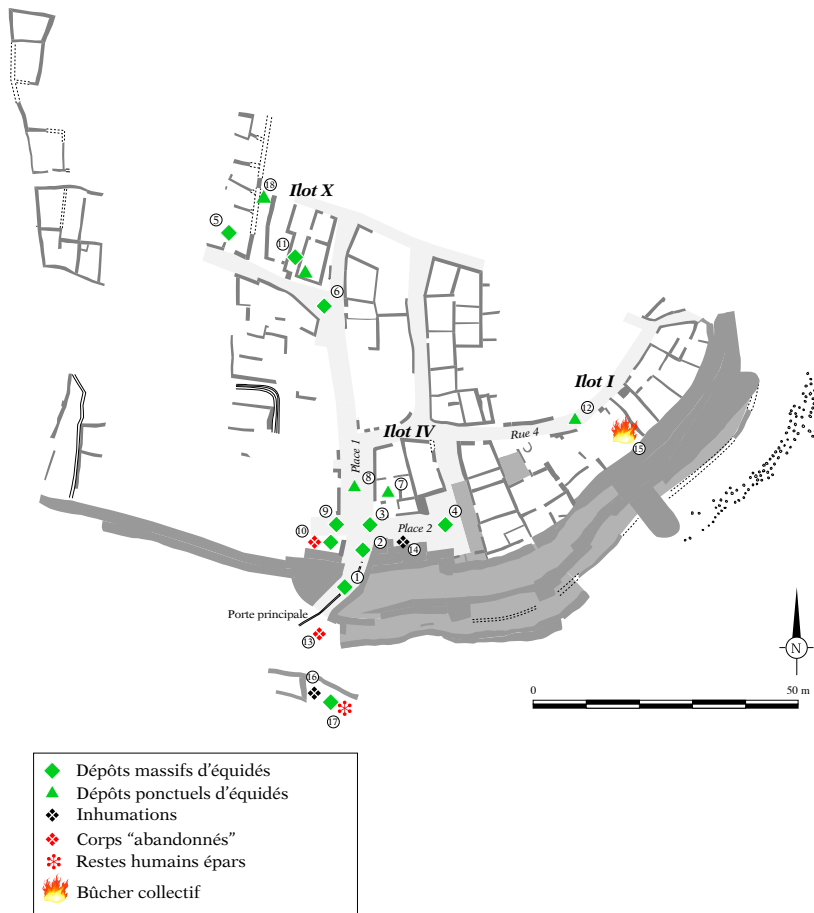 18
Ilot X
5
11
6
Ilot I
12
Ilot IV
Rue 4
15
Place 1
8
7
9
3
4
10
Place 2
2
14
1
Porte principale
13
N
16
0
50 m
17
Dépôts massifs d'équidés
Dépôts ponctuels d'équidés
Inhumations
Corps “abandonnés”
Restes humains épars
Bûcher collectif